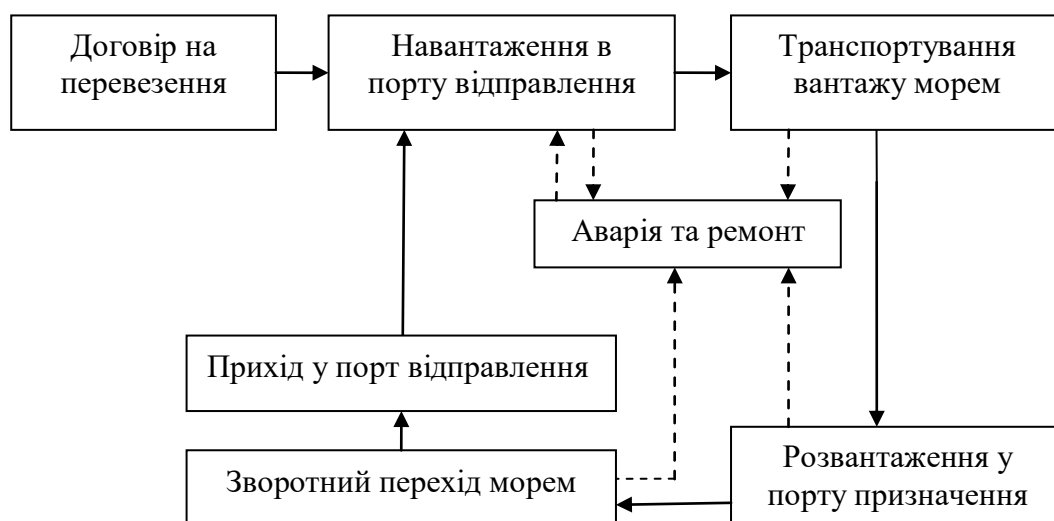 Договір на
перевезення
Навантаження в
порту відправлення
Транспортування
вантажу морем
Аварія та ремонт
Прихід у порт відправлення
Зворотний перехід морем
Розвантаження у
порту призначення